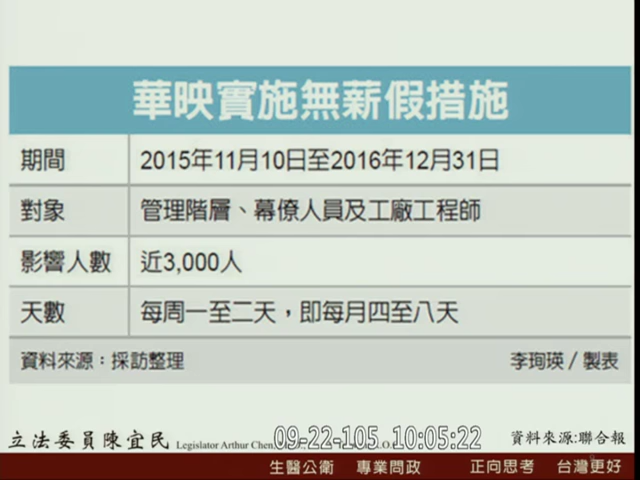 華映實施無薪假措施
期間 2015年11月10日至2016年12月31日
對象 管理階層、幕僚人員及工廠工程師
影響人數 近3,000人
天數 每周一至二天，即每月四至八天
資料來源：採訪整理 李珣瑛／製表
立法委員陳宜民 Legislator Arthur Chen 09-22-105 10:05:22 資料來源:聯合報
生醫公衛 專業問政 正向思考 台灣更好